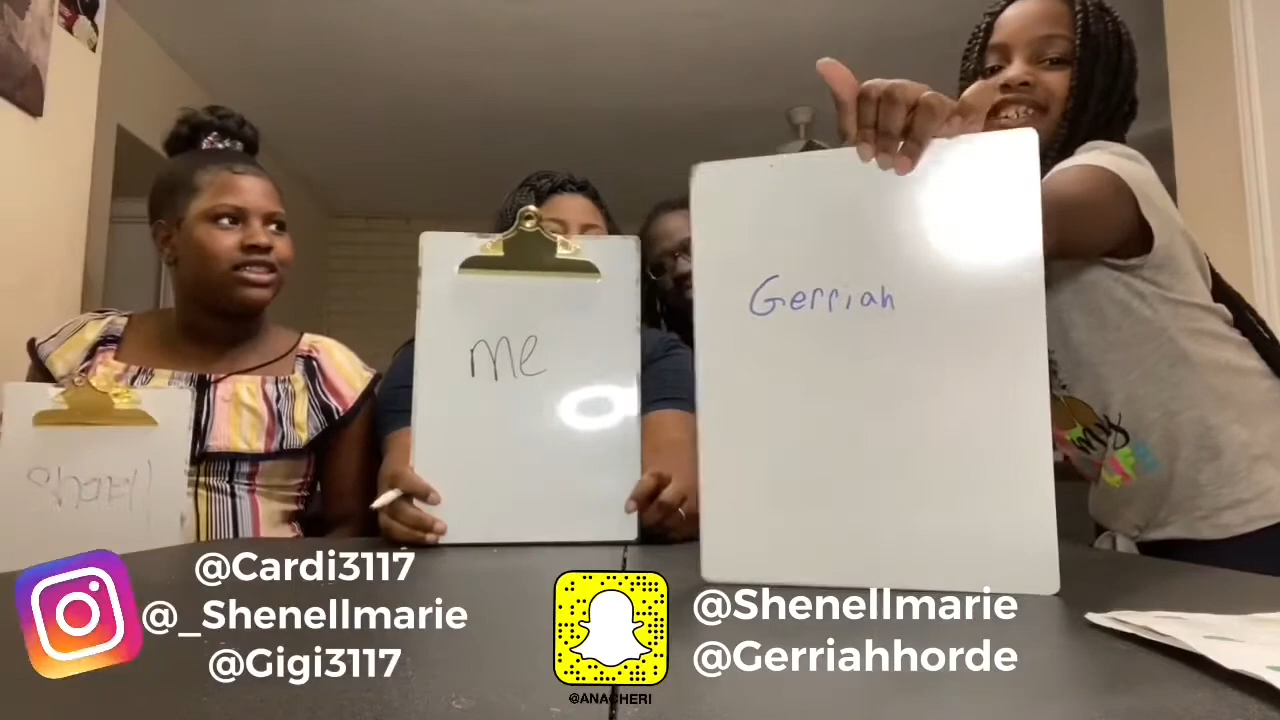 me
Gerriah
@Cardi3117
@_Shenellmarie
@Gigi3117
@Shenellmarie
@Gerriahhorde
@ANACHERI